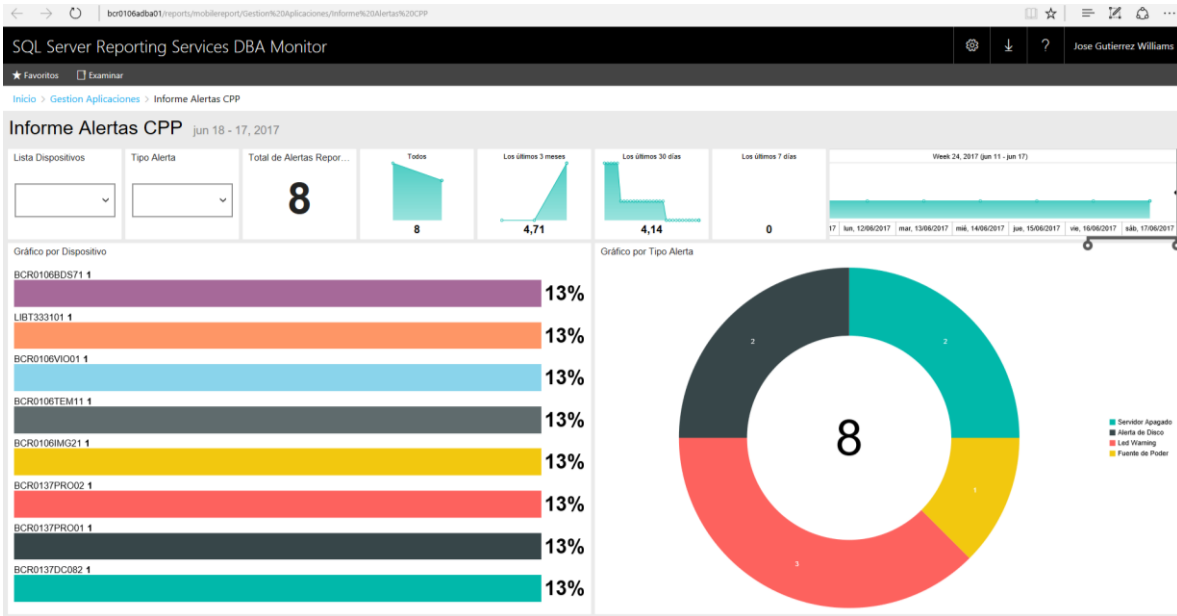 bcr0106adba01/reports/mobilereport/Gestion%20Aplicaciones/Informe%20Alertas%20CPP
SQL Server Reporting Services DBA Monitor
?
Jose Gutierrez Williams
Favoritos
Examinar
Inicio > Gestion Aplicaciones > Informe Alertas CPP
Informe Alertas CPP jun 18 - 17, 2017
Lista Dispositivos
Tipo Alerta
Total de Alertas Repor...
8
Todos
8
Los últimos 3 meses
4,71
Los últimos 30 días
4,14
Los últimos 7 días
0
Week 24, 2017 (jun 11 - jun 17)
17
lun, 12/06/2017
mar, 13/06/2017
mié, 14/06/2017
jue, 15/06/2017
vie, 16/06/2017
sáb, 17/06/2017
Gráfico por Dispositivo
BCR0106BDS71 1
13%
LIBT333101 1
13%
BCR0106VIO01 1
13%
BCR0106TEM11 1
13%
BCR0106IMG21 1
13%
BCR0137PRO02 1
13%
BCR0137PRO01 1
13%
BCR0137DC082 1
13%
Gráfico por Tipo Alerta
2
2
8
1
3
Servidor Apagado
Alerta de Disco
Led Warning
Fuente de Poder